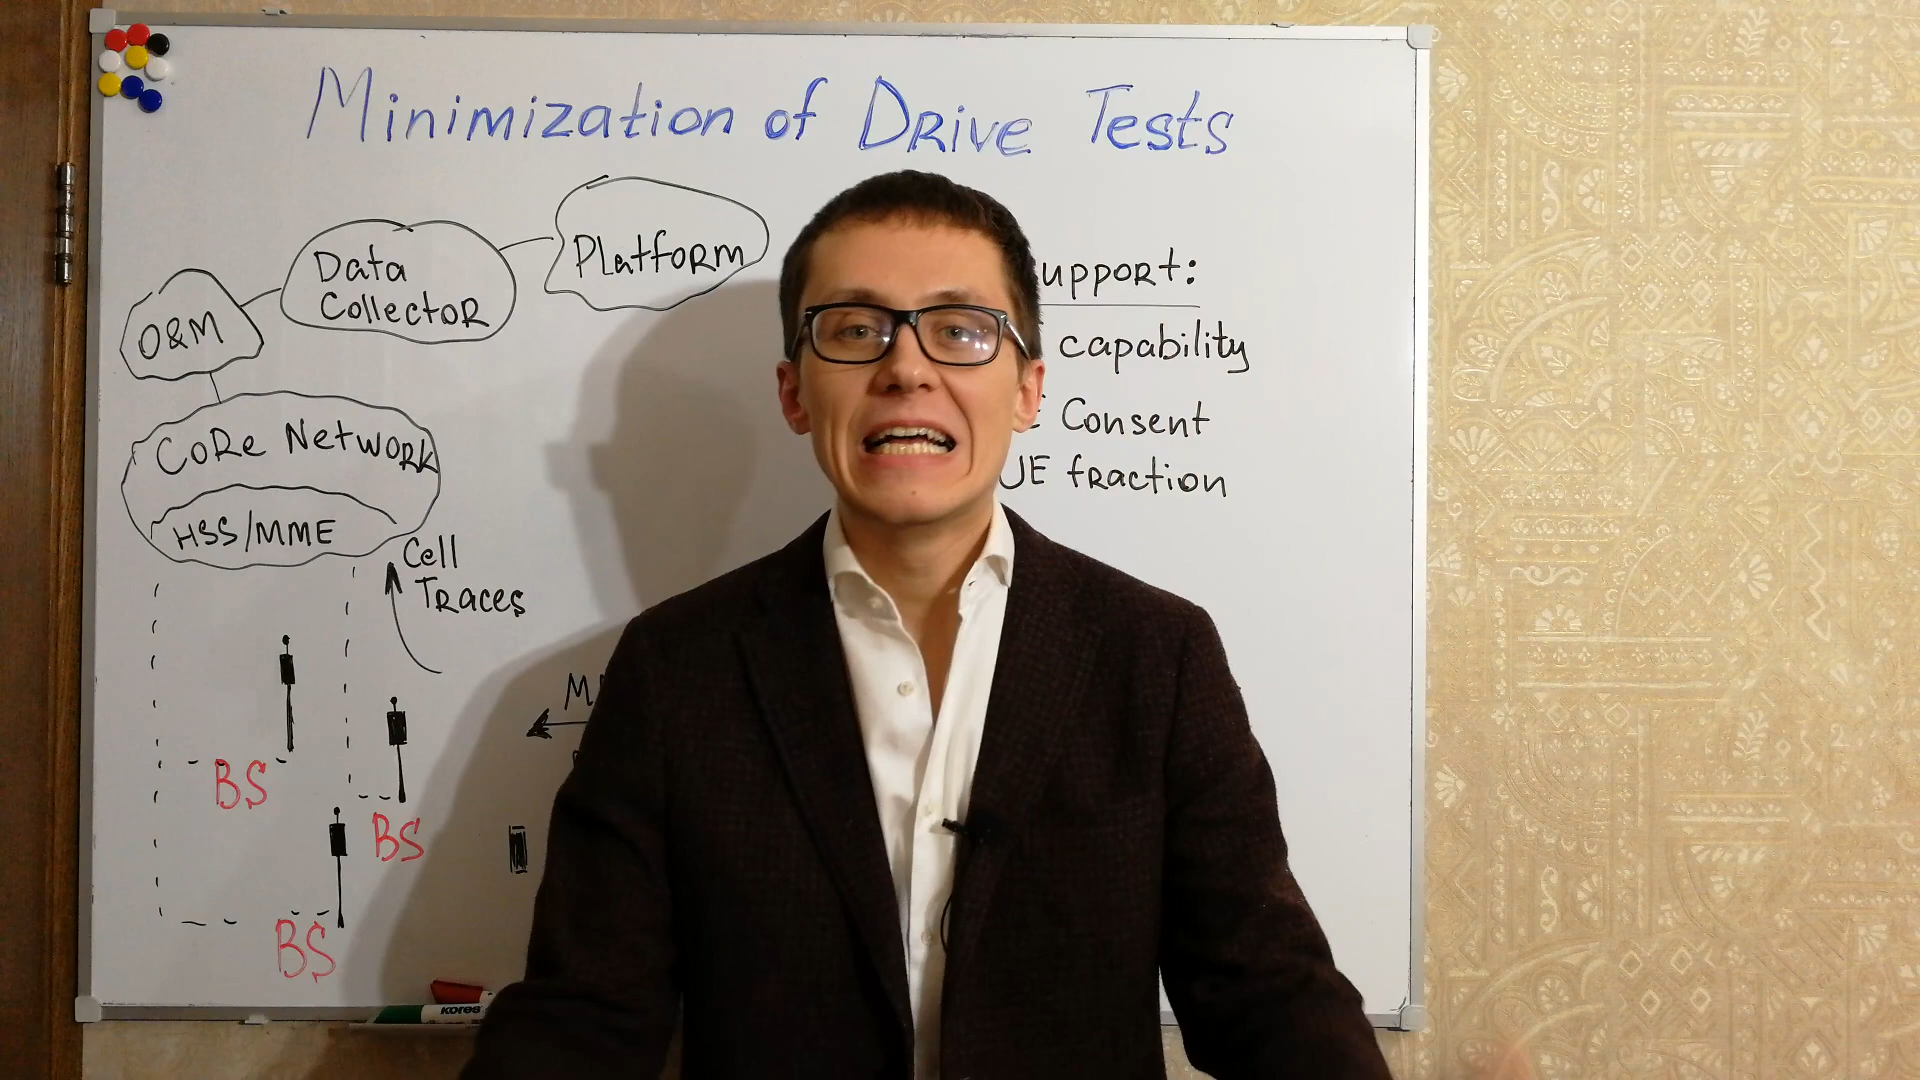 Minimization of Drive Tests
Platform
Data
Collector
O&M
upport:
capability
Consent
UE fraction
Core Network
HSS/MME
Cell
Traces
BS
BS
BS
kores